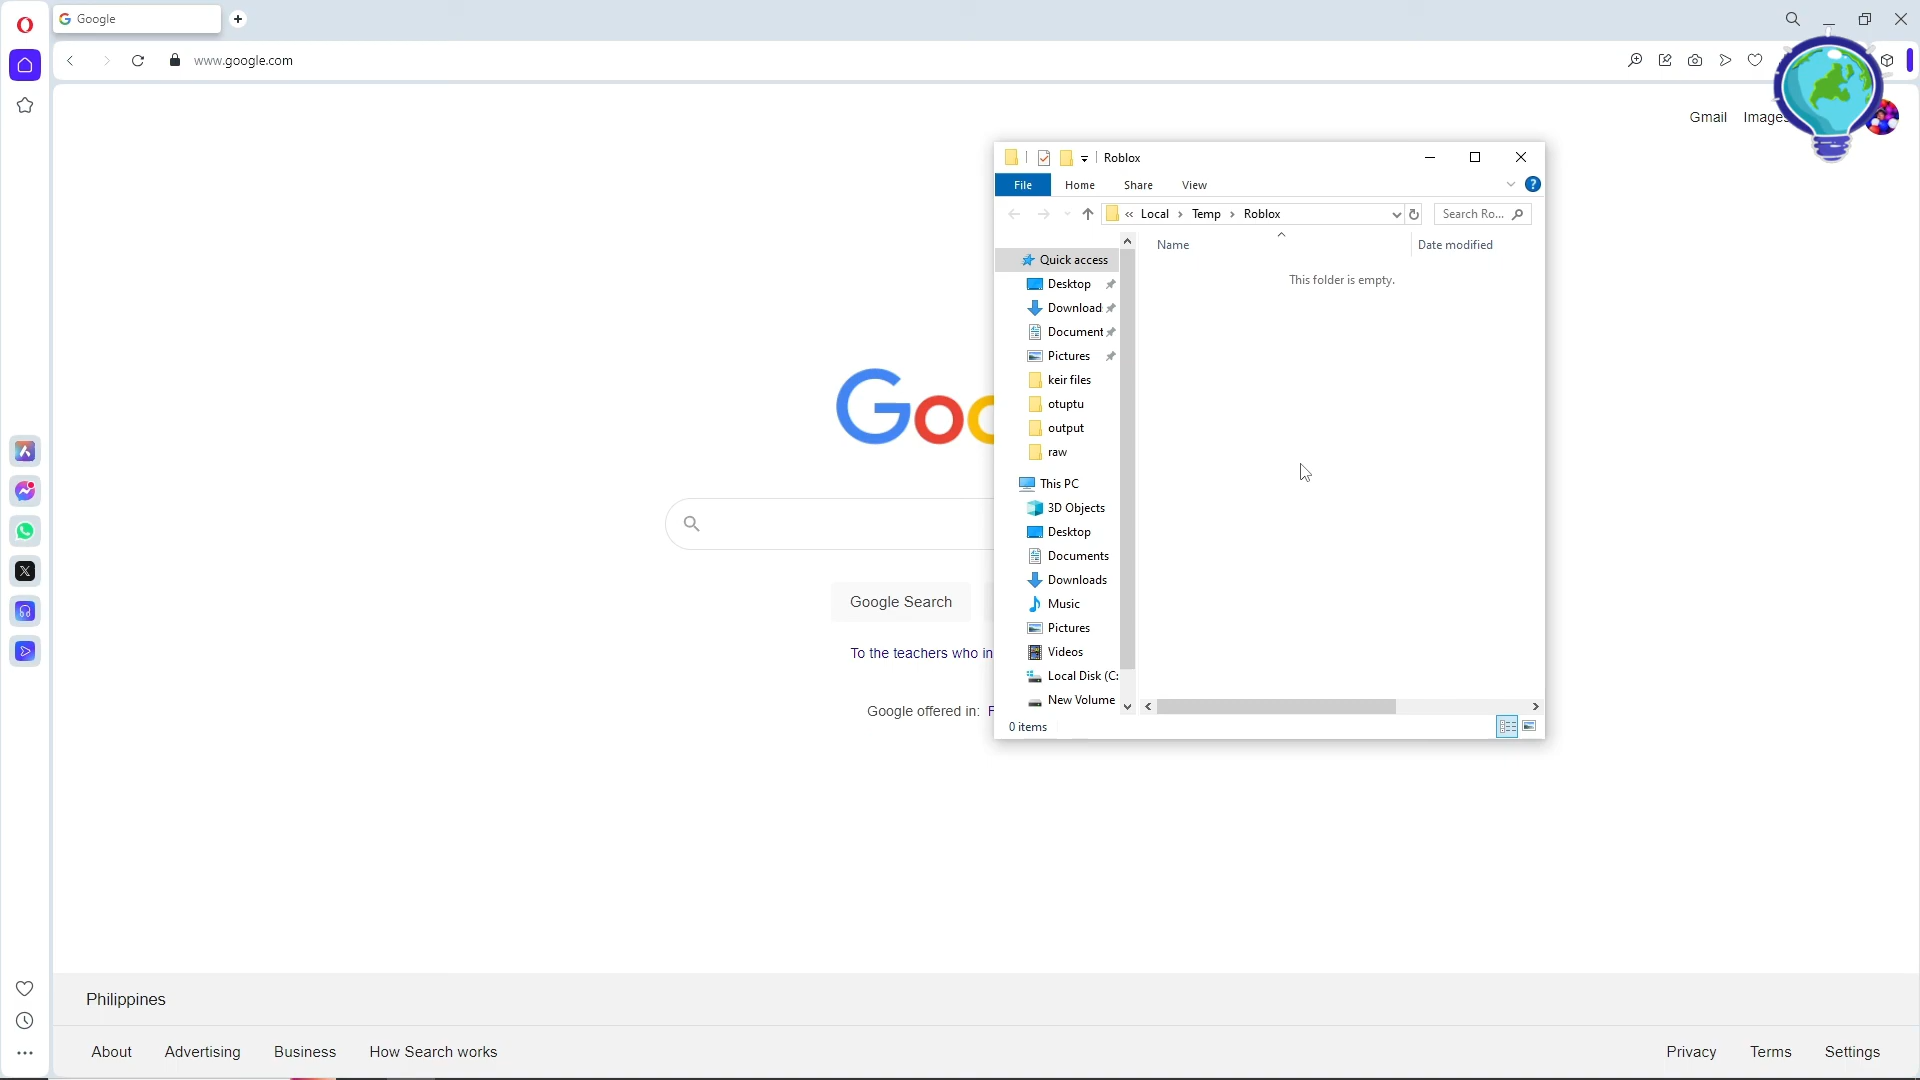 Google
www.google.com
Gmail
Images
Roblox
File
Home
Share
View
«
Local
Temp
Roblox
Search Ro...
Name
Date modified
This folder is empty.
Quick access
Desktop
Download
Document
Pictures
keir files
otuptu
output
raw
This PC
3D Objects
Desktop
Documents
Downloads
Music
Pictures
Videos
Local Disk (C:
New Volume
0 items
Goo
Google Search
To the teachers who in
Google offered in: F
Philippines
About
Advertising
Business
How Search works
Privacy
Terms
Settings